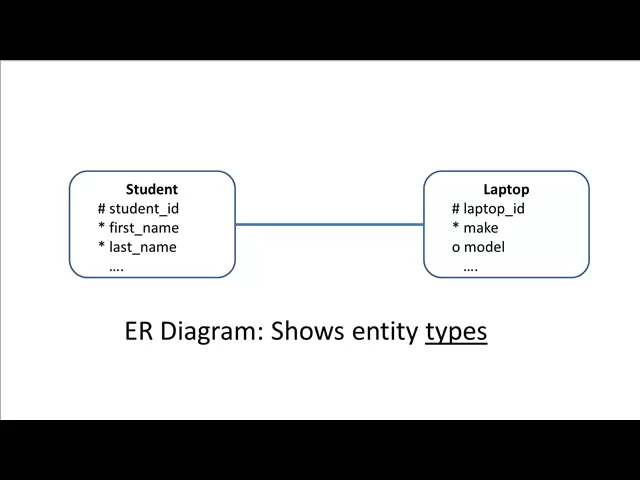 Student
# student_id
* first_name
* last_name
....
Laptop
# laptop_id
* make
o model
....
ER Diagram: Shows entity types